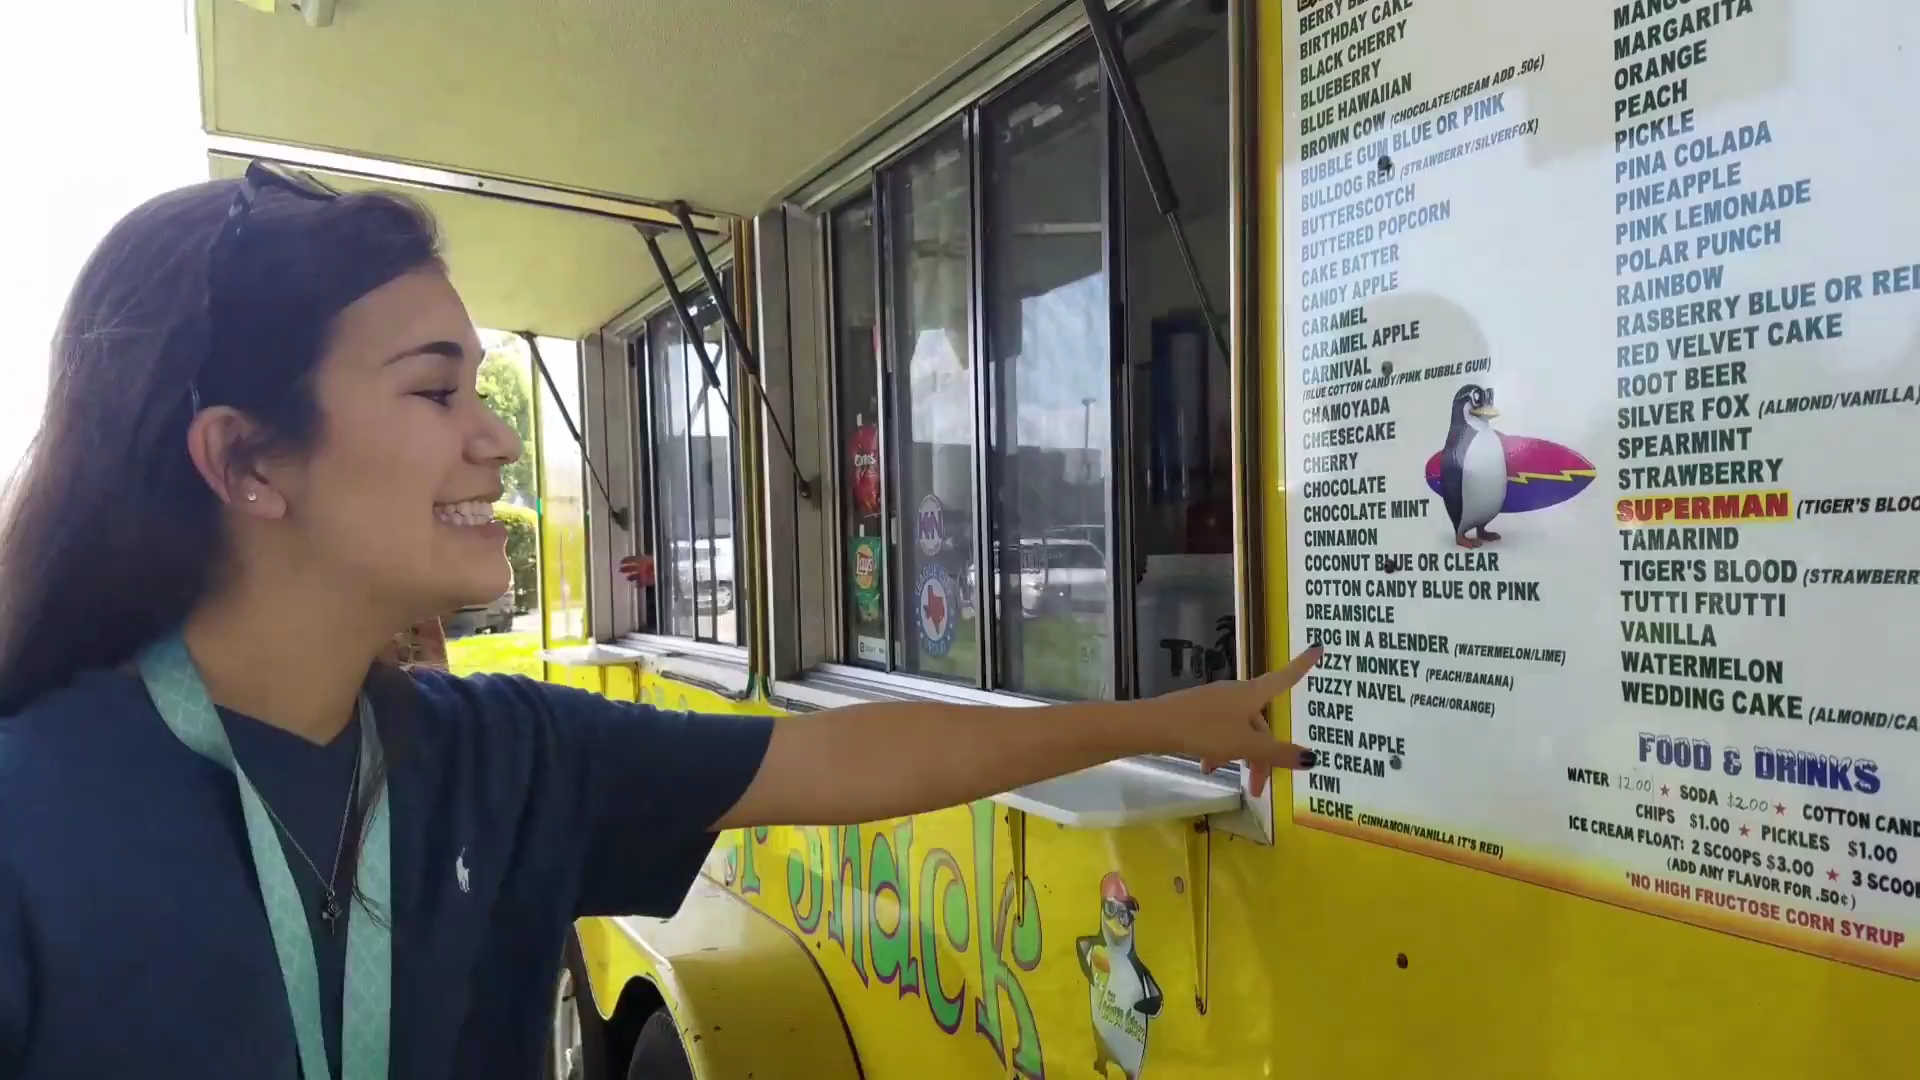 BIRTHDAY CAKE
BLACK CHERRY
BLUEBERRY
BLUE HAWAIIAN
BROWN COW (CHOCOLATE/CREAM ADD .50¢)
BUBBLE GUM BLUE OR PINK
BULLDOG RED (STRAWBERRY/SILVERFOX)
BUTTERSCOTCH
BUTTERED POPCORN
CAKE BATTER
CANDY APPLE
CARAMEL
CARAMEL APPLE
CARNIVAL
(BLUE COTTON CANDY/PINK BUBBLE GUM)
CHAMOYADA
CHEESECAKE
CHERRY
CHOCOLATE
CHOCOLATE MINT
CINNAMON
COCONUT BLUE OR CLEAR
COTTON CANDY BLUE OR PINK
DREAMSICLE
FROG IN A BLENDER (WATERMELON/LIME)
FUZZY MONKEY (PEACH/BANANA)
FUZZY NAVEL (PEACH/ORANGE)
GRAPE
GREEN APPLE
ICE CREAM
KIWI
LECHE (CINNAMON/VANILLA IT'S RED)
MARGARITA
ORANGE
PEACH
PICKLE
PINA COLADA
PINEAPPLE
PINK LEMONADE
POLAR PUNCH
RAINBOW
RASBERRY BLUE OR RED
RED VELVET CAKE
ROOT BEER
SILVER FOX (ALMOND/VANILLA)
SPEARMINT
STRAWBERRY
SUPERMAN (TIGER'S BLOO
TAMARIND
TIGER'S BLOOD (STRAWBERR
TUTTI FRUTTI
VANILLA
WATERMELON
WEDDING CAKE (ALMOND/CA
FOOD & DRINKS
WATER $2.00 ★ SODA $2.00 ★ COTTON CAND
CHIPS $1.00 ★ PICKLES $1.00
ICE CREAM FLOAT: 2 SCOOPS $3.00 ★ 3 SCOOP
(ADD ANY FLAVOR FOR .50¢)
*NO HIGH FRUCTOSE CORN SYRUP
Lay's
Snack